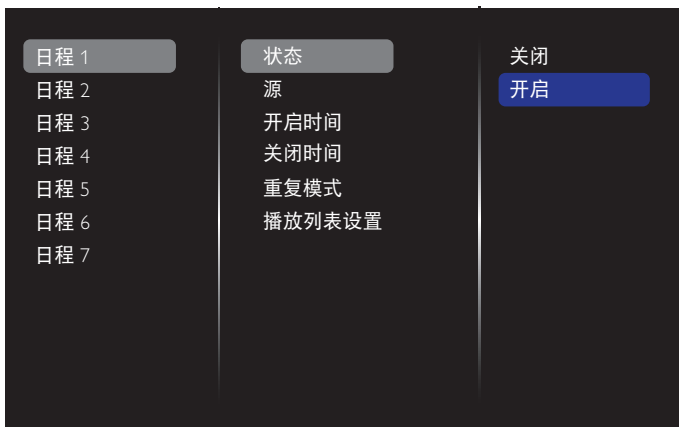 日程 1
日程 2
日程 3
日程 4
日程 5
日程 6
日程 7
状态
源
开启时间
关闭时间
重复模式
播放列表设置
关闭
开启